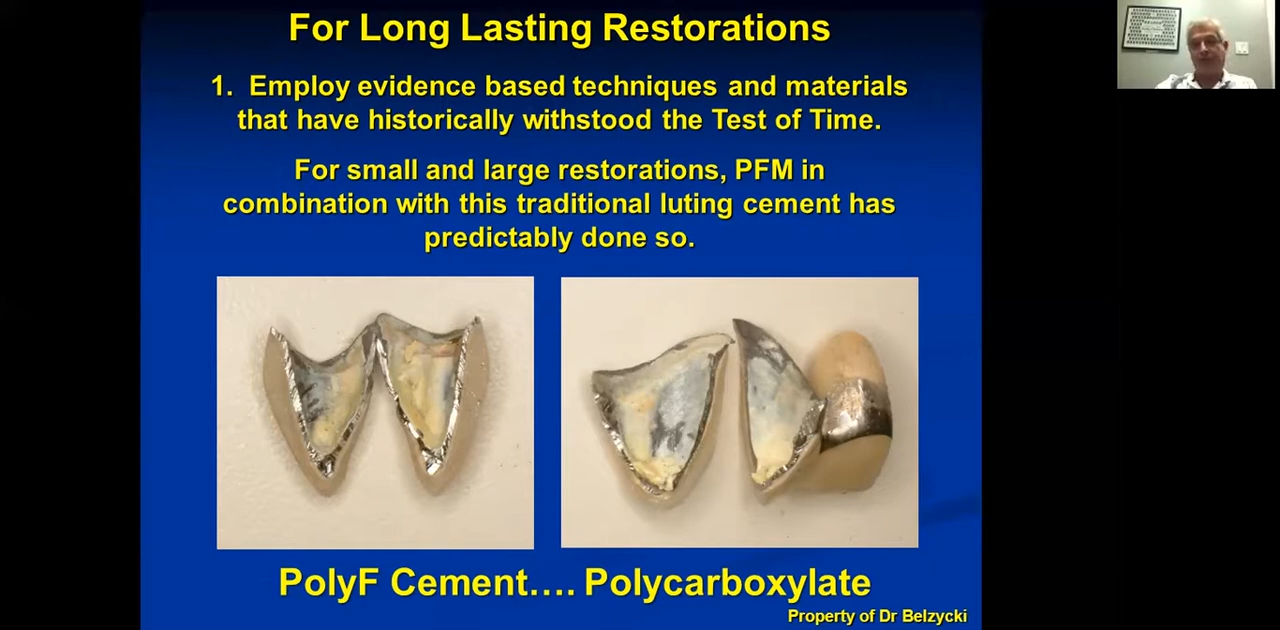 For Long Lasting Restorations
1. Employ evidence based techniques and materials
that have historically withstood the Test of Time.
For small and large restorations, PFM in
combination with this traditional luting cement has
predictably done so.
PolyF Cement.... Polycarboxylate
Property of Dr Belzycki